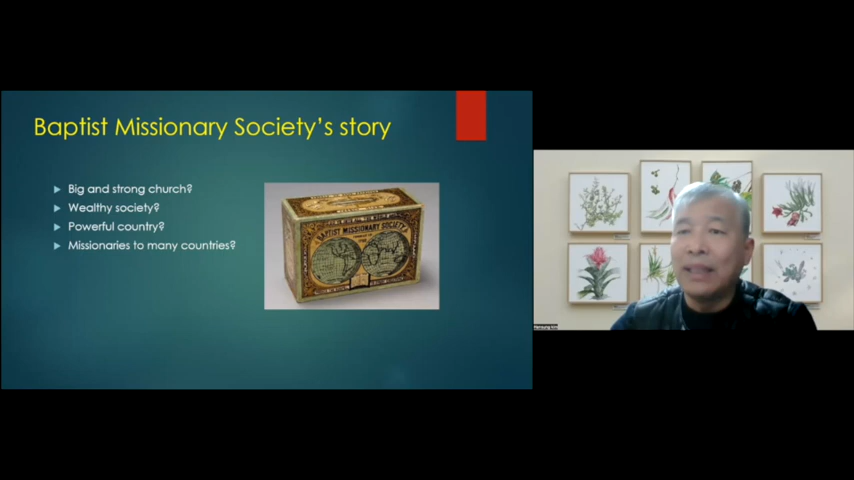 Baptist Missionary Society's story
Big and strong church?
Wealthy society?
Powerful country?
Missionaries to many countries?
BAPTIST MISSIONARY SOCIETY